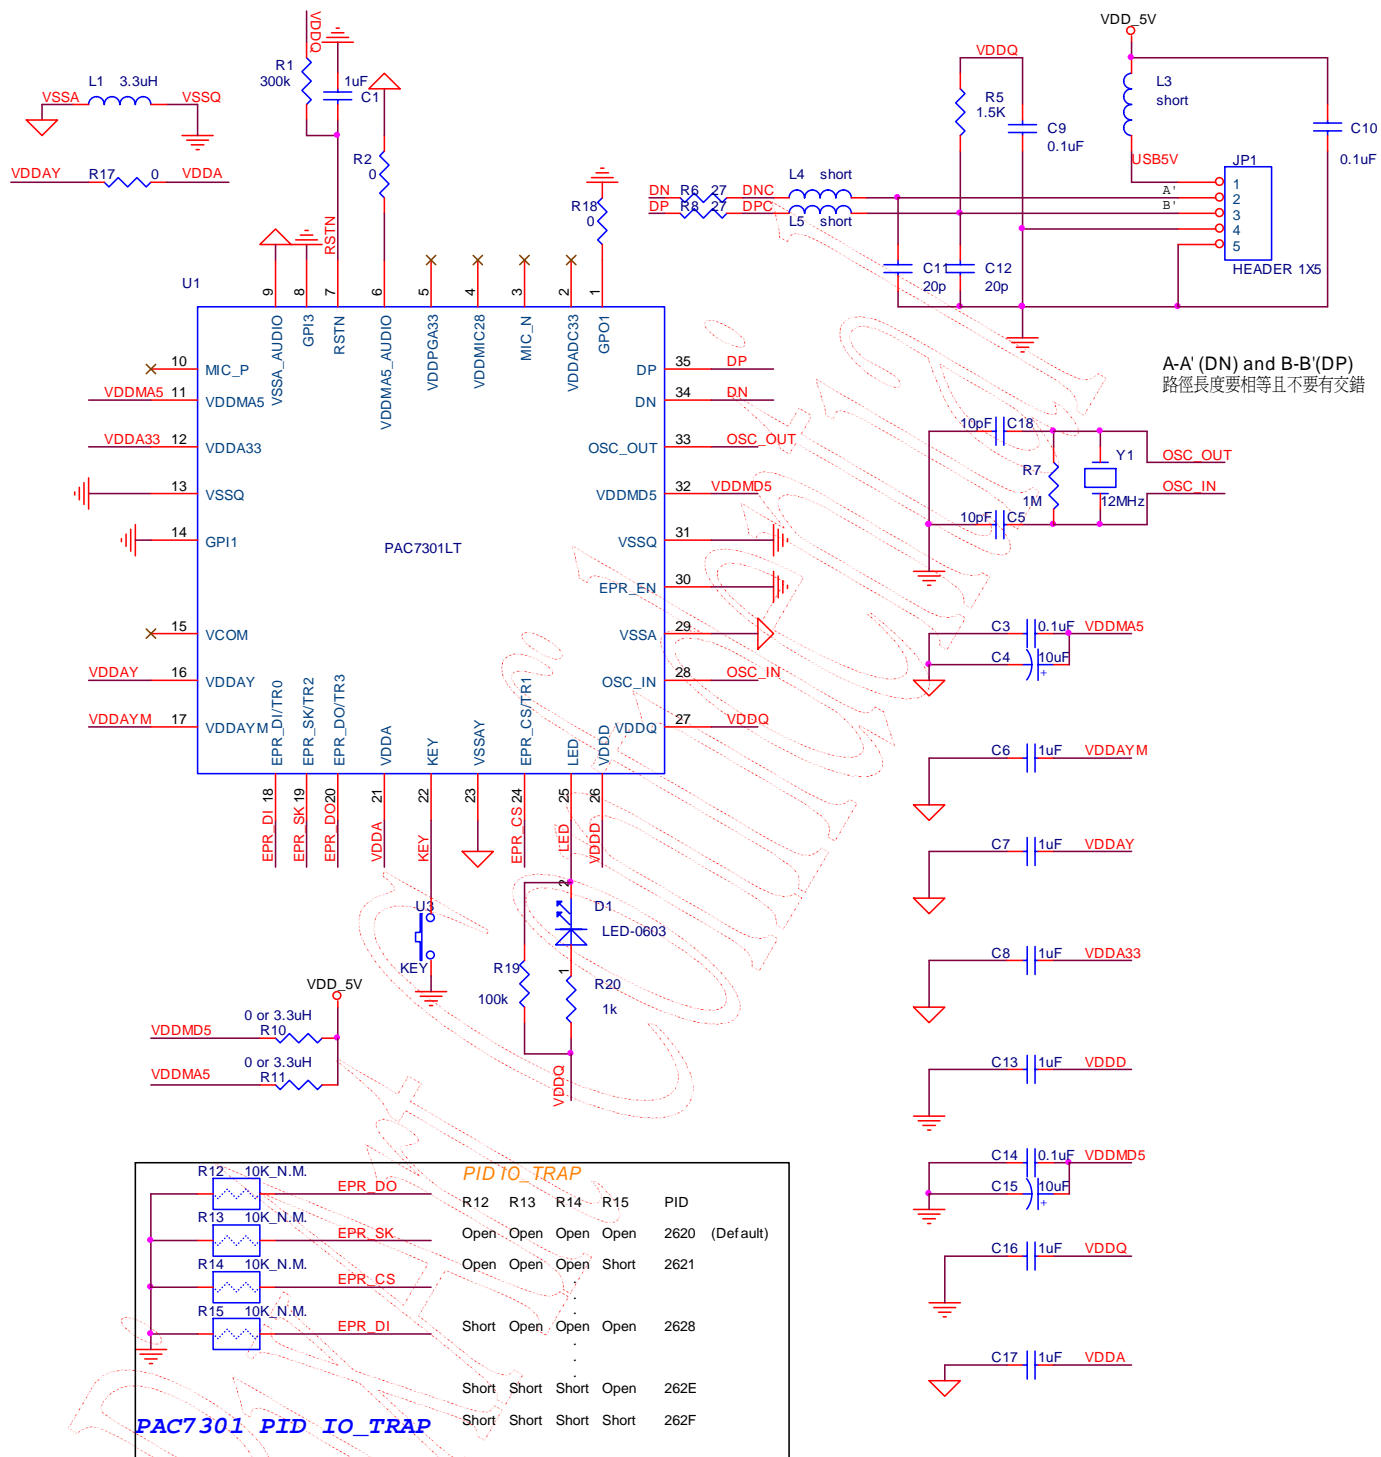 VDDQ
R1
300k
1uF
C1
L1 3.3uH
VSSA
VSSQ
VDDAY
R17 0
VDDA
R2
0
RSTN
R18
0
VDD_5V
VDDQ
R5
1.5K
C9
0.1uF
L3
short
C10
0.1uF
USB5V
JP1
DN R6 27 DNC
L4 short
DP R8 27 DPC
L5 short
A'
B'
1
2
3
4
5
HEADER 1X5
C11
20p
C12
20p
A-A' (DN) and B-B'(DP)
路徑長度要相等且不要有交錯
U1
9 8 7 6 5 4 3 2 1
VSSA_AUDIO
GPI3
RSTN
VDDMA5_AUDIO
VDDPGA33
VDDMIC28
MIC_N
VDDADC33
GPO1
10 MIC_P
VDDMA5 11 VDDMA5
VDDA33 12 VDDA33
13 VSSQ
14 GPI1
15 VCOM
VDDAY 16 VDDAY
VDDAYM 17 VDDAYM
PAC7301LT
DP 35 DP
DN 34 DN
OSC_OUT 33 OSC_OUT
VDDMD5 32 VDDMD5
VSSQ 31
EPR_EN 30
VSSA 29
OSC_IN 28 OSC_IN
VDDQ 27 VDDQ
EPR_DI/TR0
EPR_SK/TR2
EPR_DO/TR3
VDDA
KEY
VSSAY
EPR_CS/TR1
LED
VDDD
18 19 20 21 22 23 24 25 26
EPR_DI
EPR_SK
EPR_DO
VDDA
KEY
EPR_CS
LED
VDDD
10pF C18
R7
1M
Y1
12MHz
OSC_OUT
OSC_IN
10pF C5
C3 0.1uF VDDMA5
C4 10uF
+
C6 1uF VDDAYM
C7 1uF VDDAY
C8 1uF VDDA33
C13 1uF VDDD
C14 0.1uF VDDMD5
C15 10uF
+
C16 1uF VDDQ
C17 1uF VDDA
U3
KEY
2
D1
LED-0603
1
R19
100k
R20
1k
VDDQ
VDD_5V
0 or 3.3uH
VDDMD5 R10
0 or 3.3uH
VDDMA5 R11
R12 10K_N.M.
EPR_DO
R13 10K_N.M.
EPR_SK
R14 10K_N.M.
EPR_CS
R15 10K_N.M.
EPR_DI
PID IO_TRAP
R12 R13 R14 R15 PID
Open Open Open Open 2620 (Default)
Open Open Open Short 2621
.
.
.
Short Open Open Open 2628
.
.
.
Short Short Short Open 262E
Short Short Short Short 262F
PAC7301 PID IO_TRAP